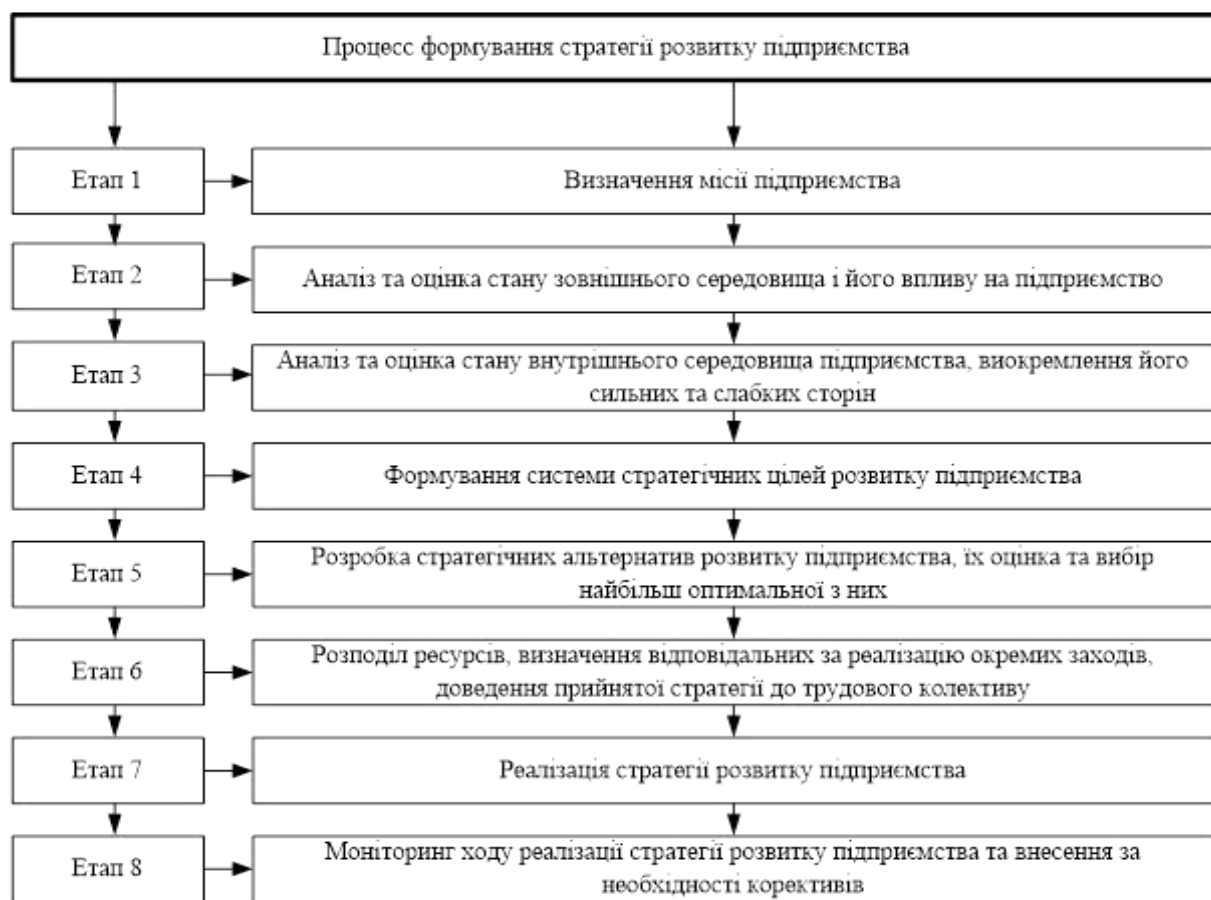 Процесс формування стратегії розвитку підприємства
Етап 1
Визначення місії підприємства
Етап 2
Аналіз та оцінка стану зовнішнього середовища і його впливу на підприємство
Етап 3
Аналіз та оцінка стану внутрішнього середовища підприємства, виокремлення його
сильних та слабких сторін
Етап 4
Формування системи стратегічних цілей розвитку підприємства
Етап 5
Розробка стратегічних альтернатив розвитку підприємства, їх оцінка та вибір
найбільш оптимальної з них
Етап 6
Розподіл ресурсів, визначення відповідальних за реалізацію окремих заходів,
доведення прийнятої стратегії до трудового колективу
Етап 7
Реалізація стратегії розвитку підприємства
Етап 8
Моніторинг ходу реалізації стратегії розвитку підприємства та внесення за
необхідності корективів